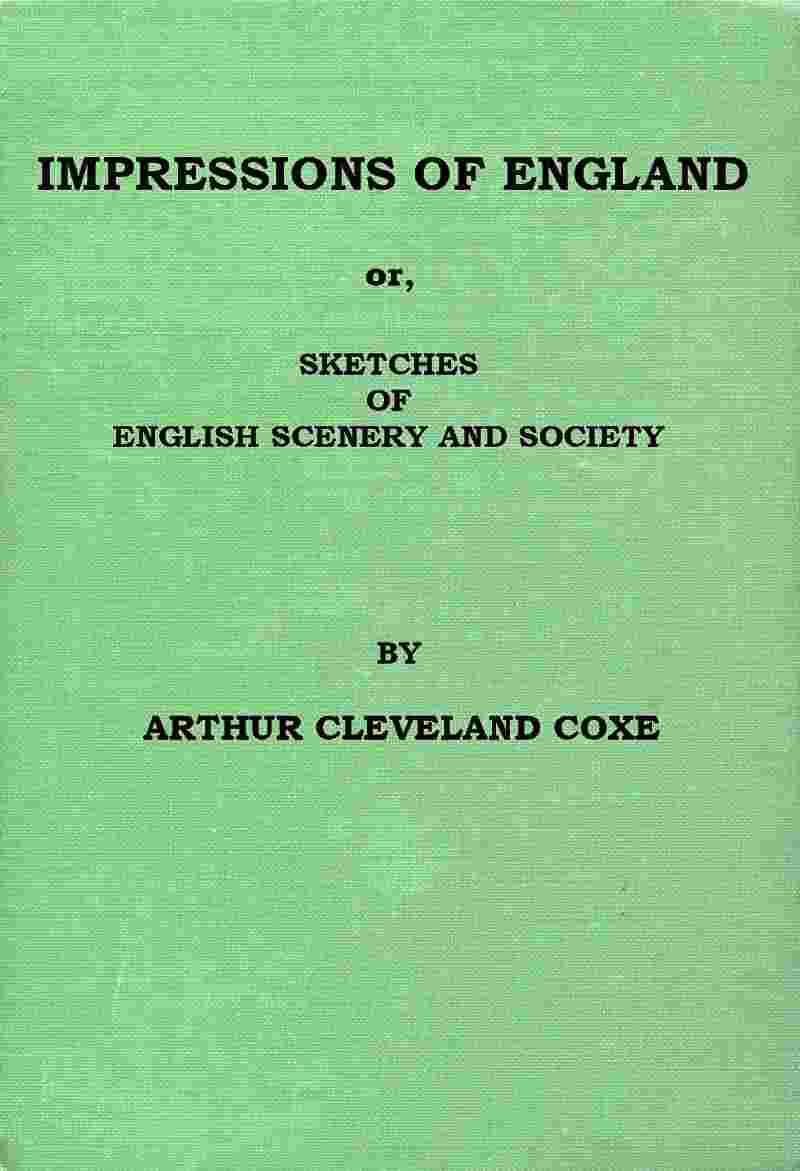 IMPRESSIONS OF ENGLAND
or,
SKETCHES
OF
ENGLISH SCENERY AND SOCIETY
BY
ARTHUR CLEVELAND COXE